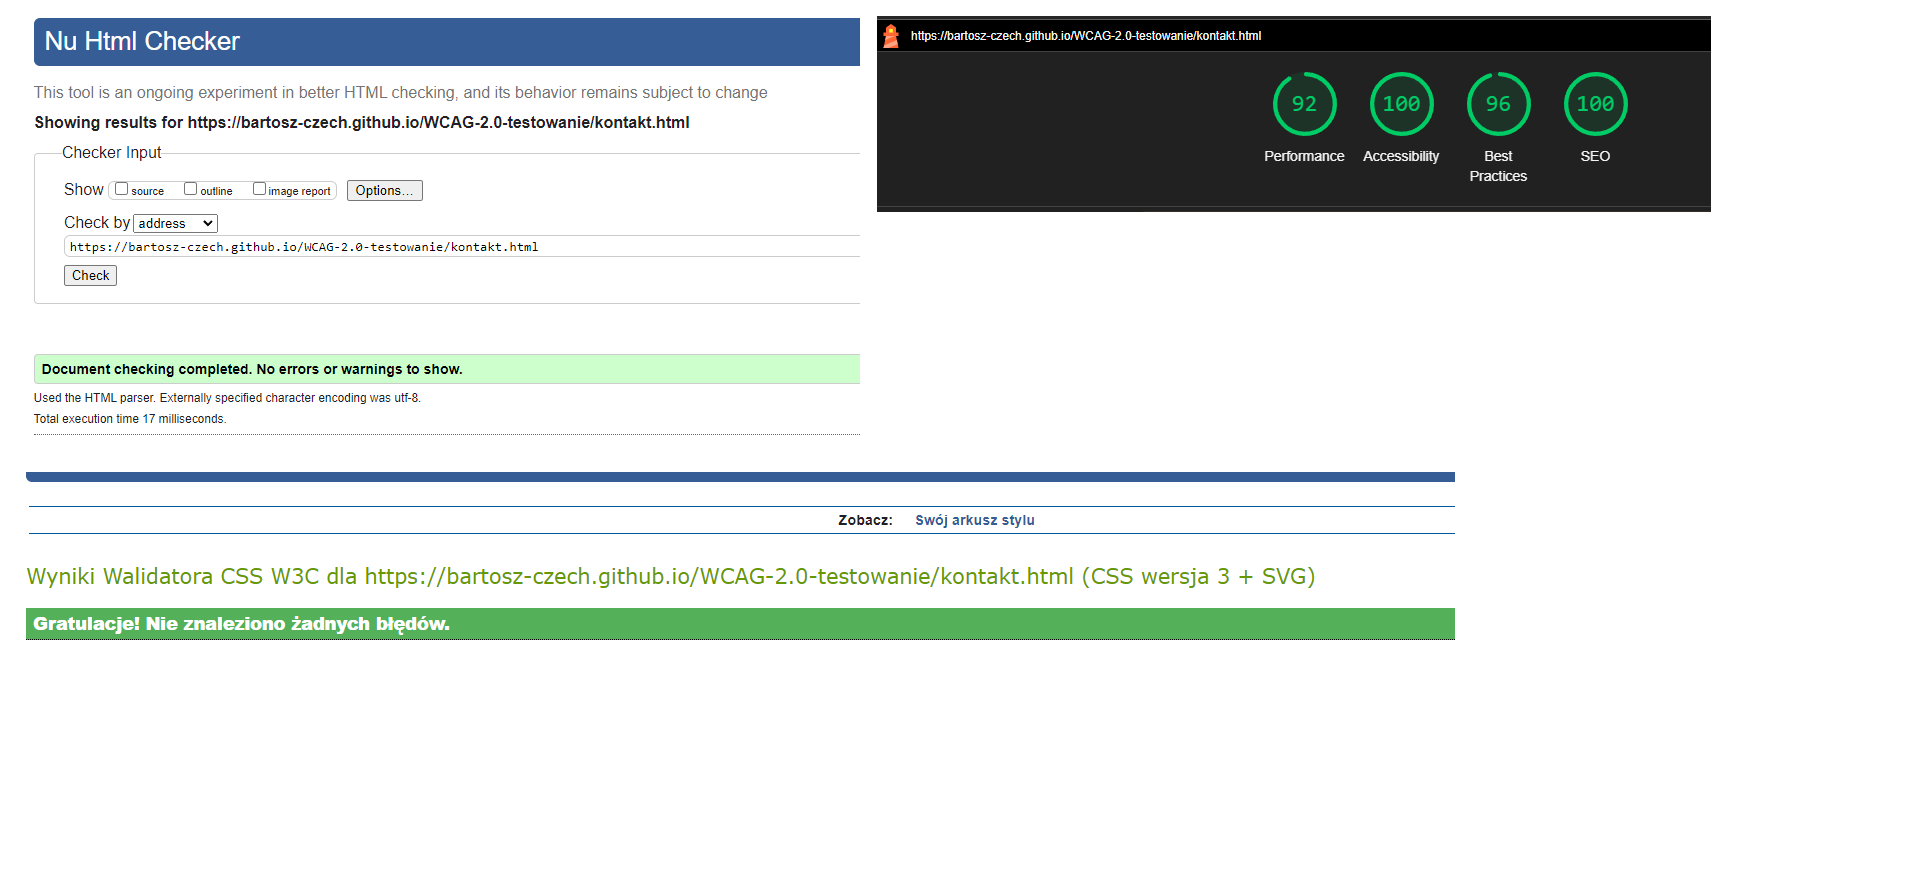 Nu Html Checker
This tool is an ongoing experiment in better HTML checking, and its behavior remains subject to change
Showing results for https://bartosz-czech.github.io/WCAG-2.0-testowanie/kontakt.html
Checker Input
Show source outline image report Options...
Check by address
https://bartosz-czech.github.io/WCAG-2.0-testowanie/kontakt.html
Check
Document checking completed. No errors or warnings to show.
Used the HTML parser. Externally specified character encoding was utf-8.
Total execution time 17 milliseconds.
https://bartosz-czech.github.io/WCAG-2.0-testowanie/kontakt.html
92 100 96 100
Performance Accessibility Best Practices SEO
Zobacz: Swój arkusz stylu
Wyniki Walidatora CSS W3C dla https://bartosz-czech.github.io/WCAG-2.0-testowanie/kontakt.html (CSS wersja 3 + SVG)
Gratulacje! Nie znaleziono żadnych błędów.